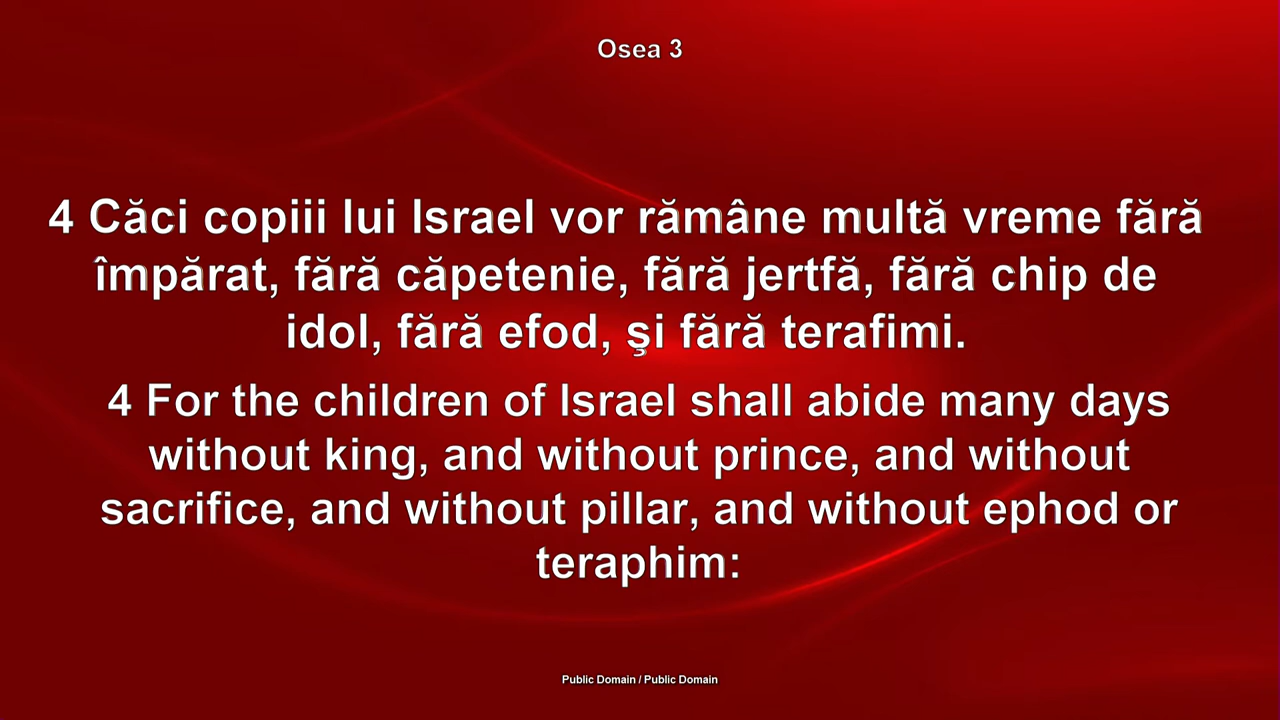 Osea 3
4 Căci copiii lui Israel vor rămâne multă vreme fără
împărat, fără căpetenie, fără jertfă, fără chip de
idol, fără efod, şi fără terafimi.
4 For the children of Israel shall abide many days
without king, and without prince, and without
sacrifice, and without pillar, and without ephod or
teraphim:
Public Domain / Public Domain